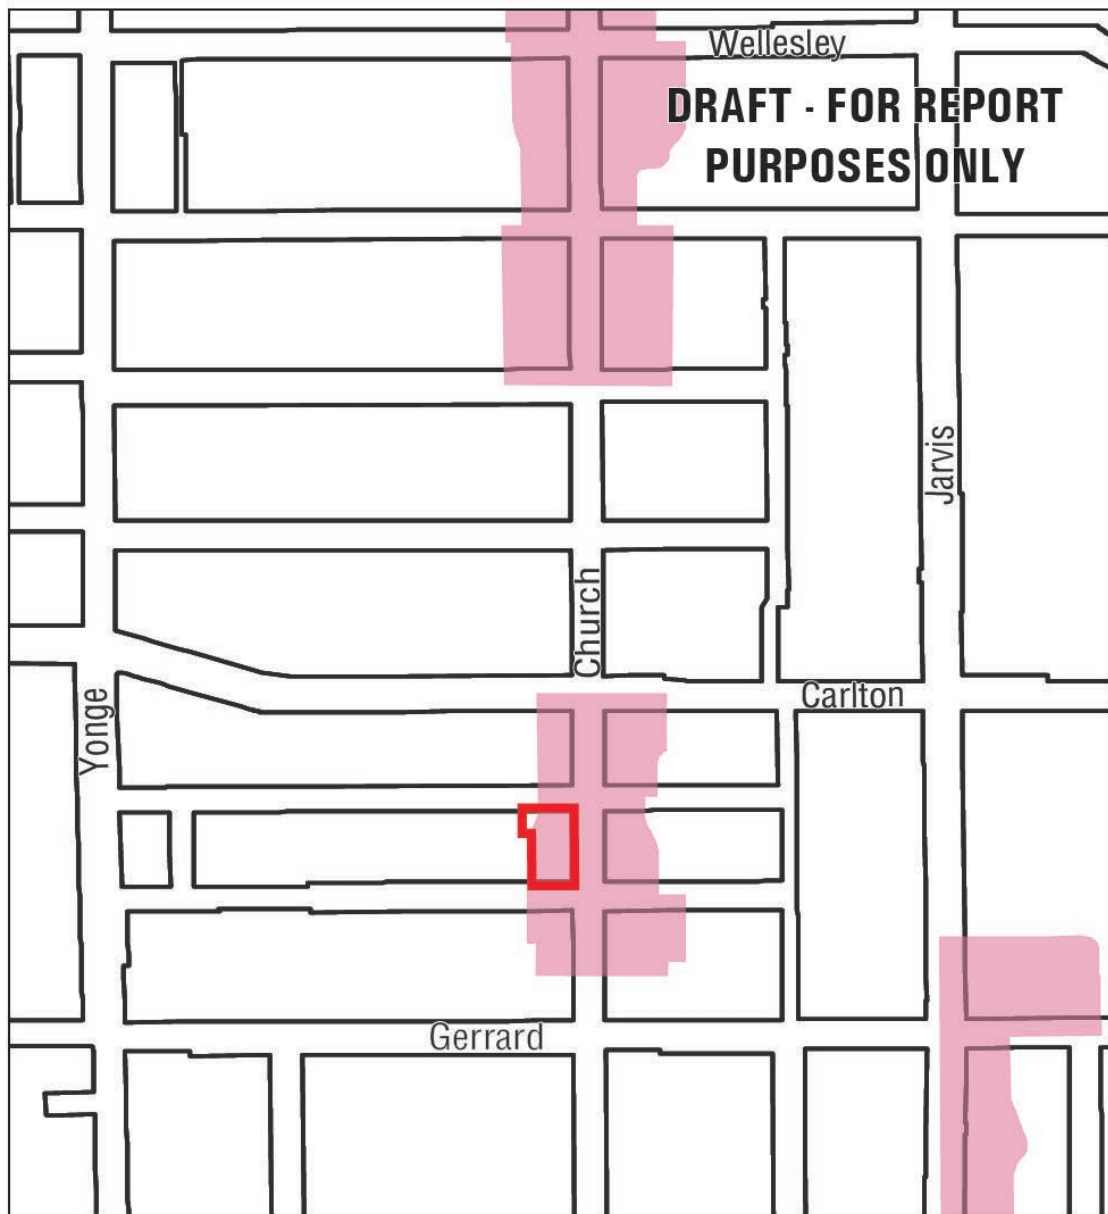 Wellesley
DRAFT - FOR REPORT
PURPOSES ONLY
Jarvis
Church
Carlton
Yonge
Gerrard